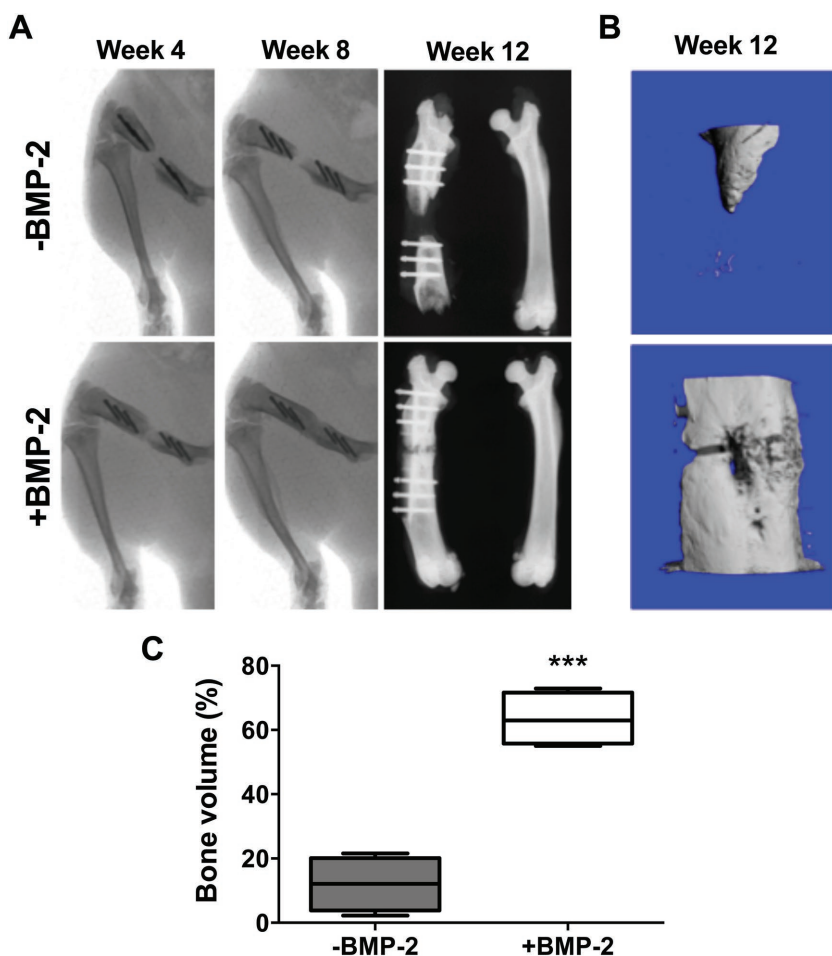 A
B
Week 4
Week 8
Week 12
Week 12
-BMP-2
+BMP-2
C
***
Bone volume (%)
80
60
40
20
0
-BMP-2
+BMP-2